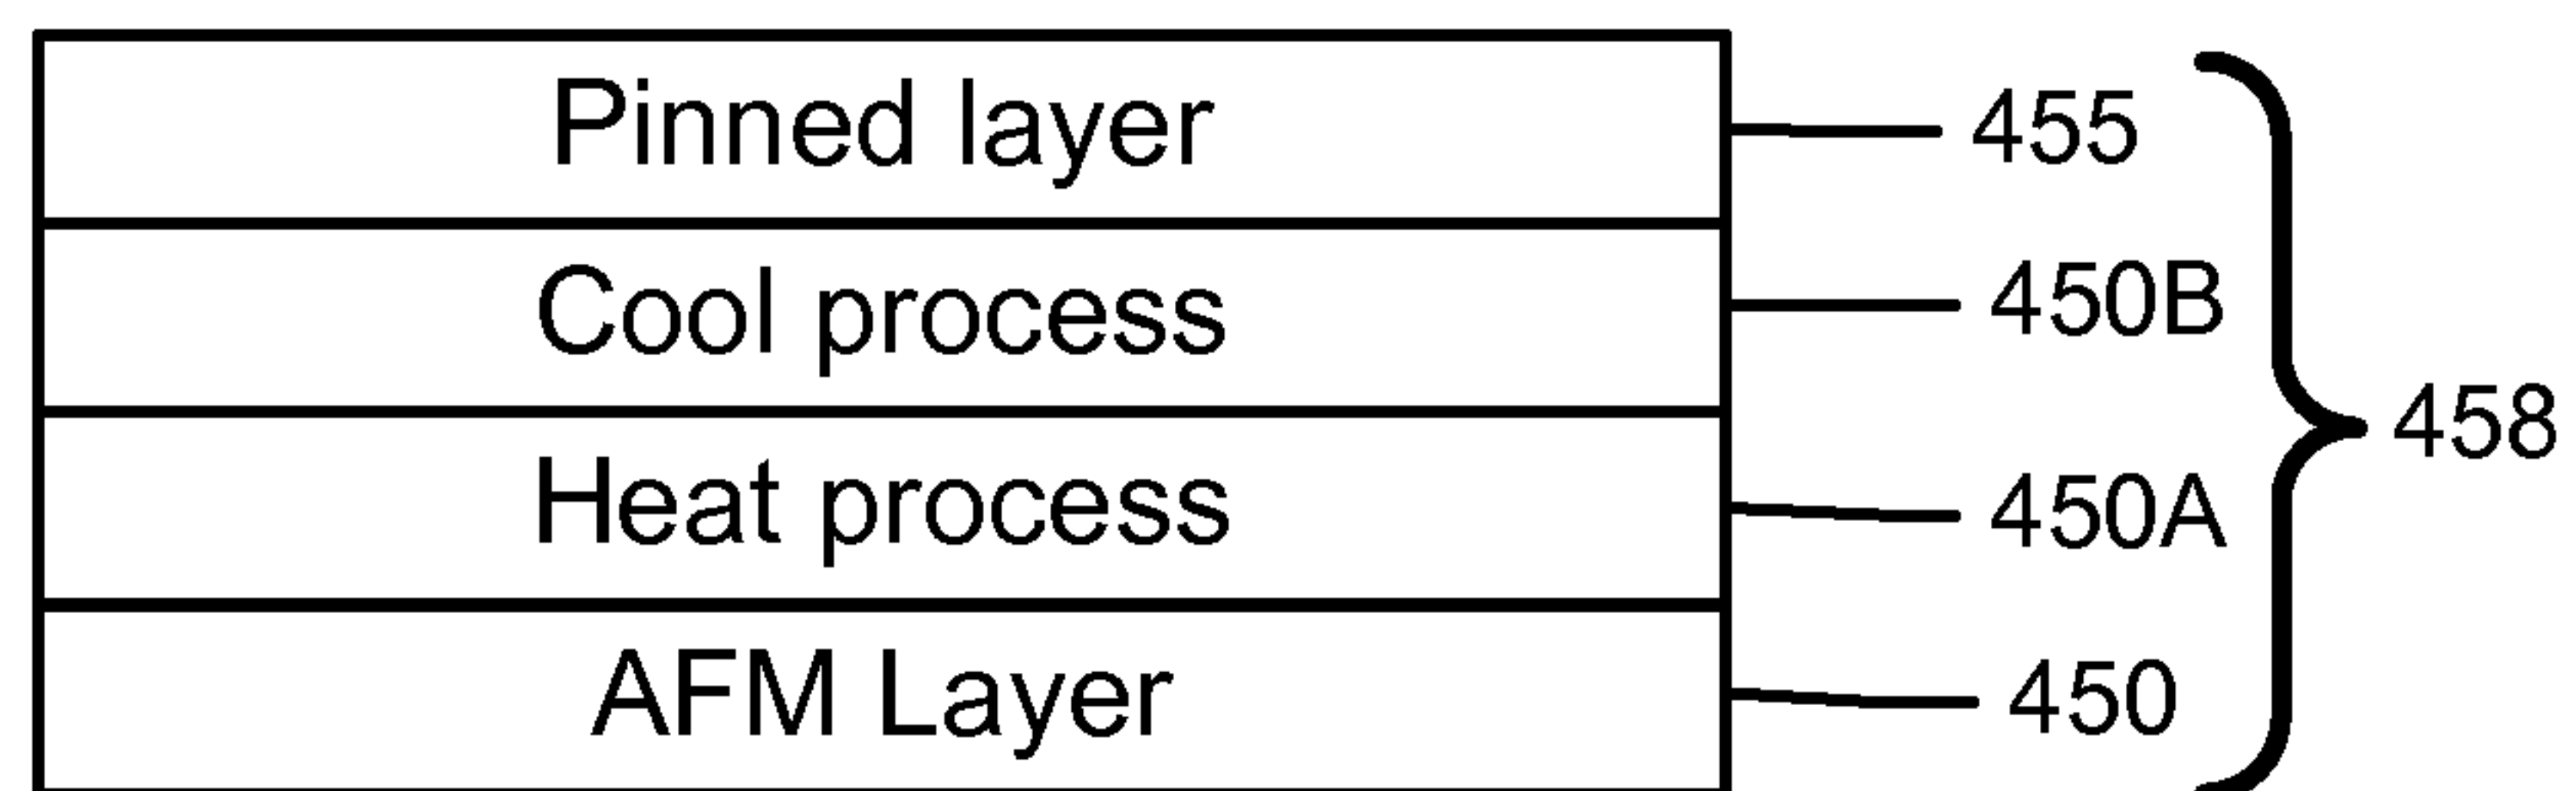 Pinned layer 455
Cool process 450B
458
Heat process 450A
AFM Layer 450